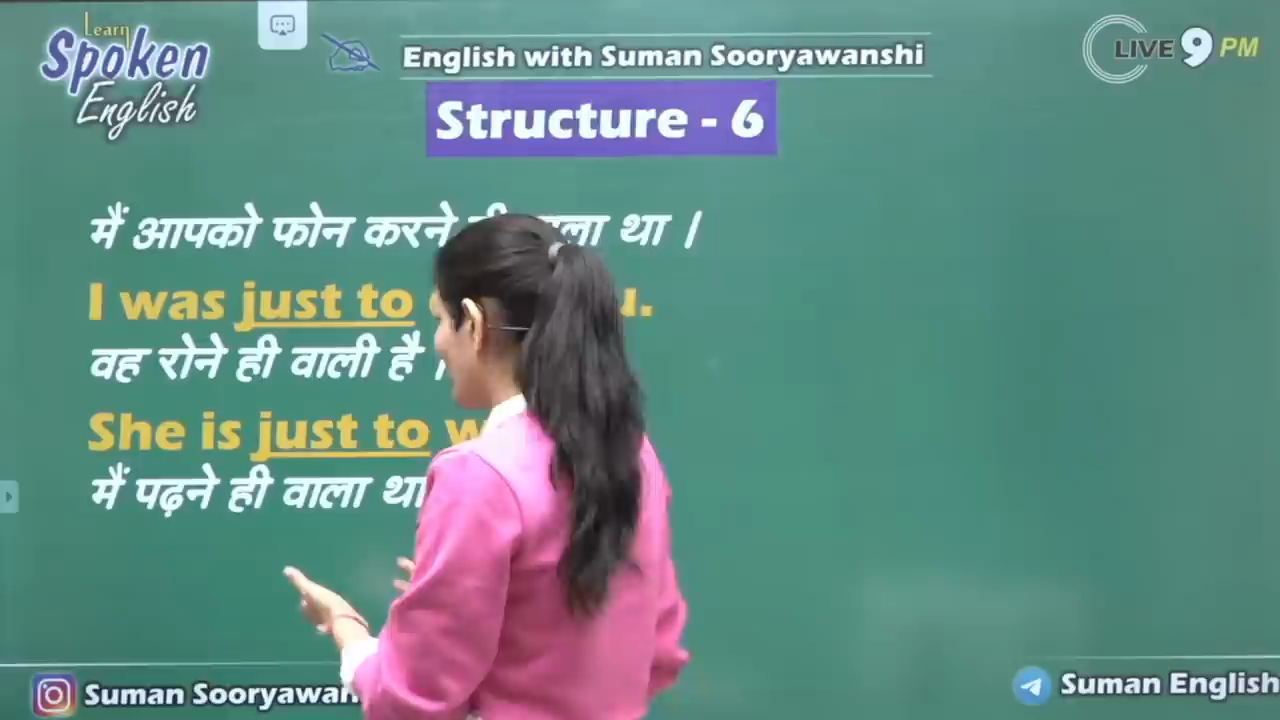 Learn
Spoken
English
English with Suman Sooryawanshi
LIVE 9 PM
Structure - 6
मैं आपको फोन करने था ।
I was just to
वह रोने ही वाली है ।
She is just to
मैं पढ़ने ही वाला था
Suman
Suman English